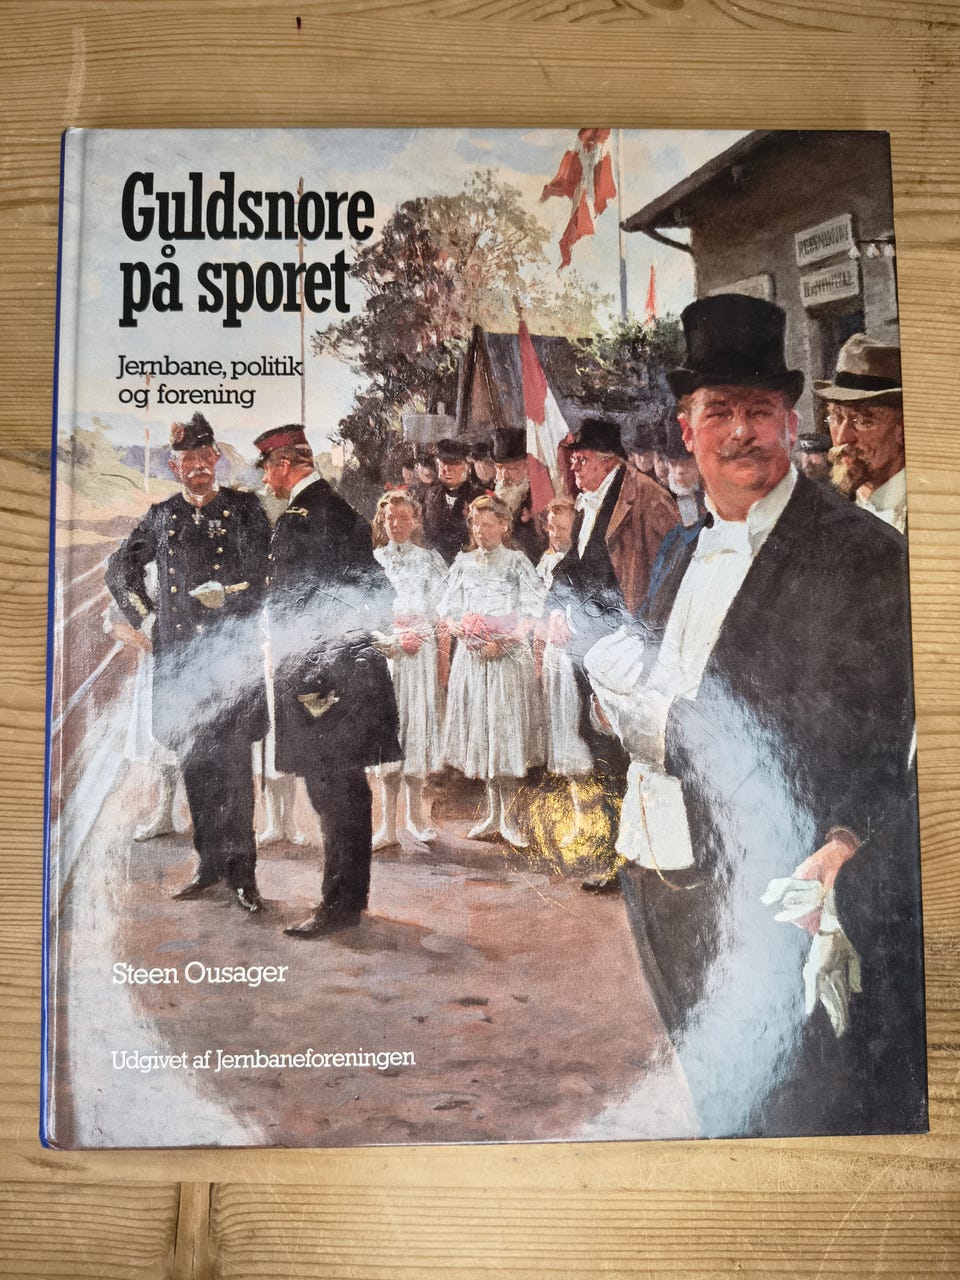 Guldsnore
på sporet
Jernbane, politik
og forening
Steen Ousager
Udgivet af Jernbaneforeningen